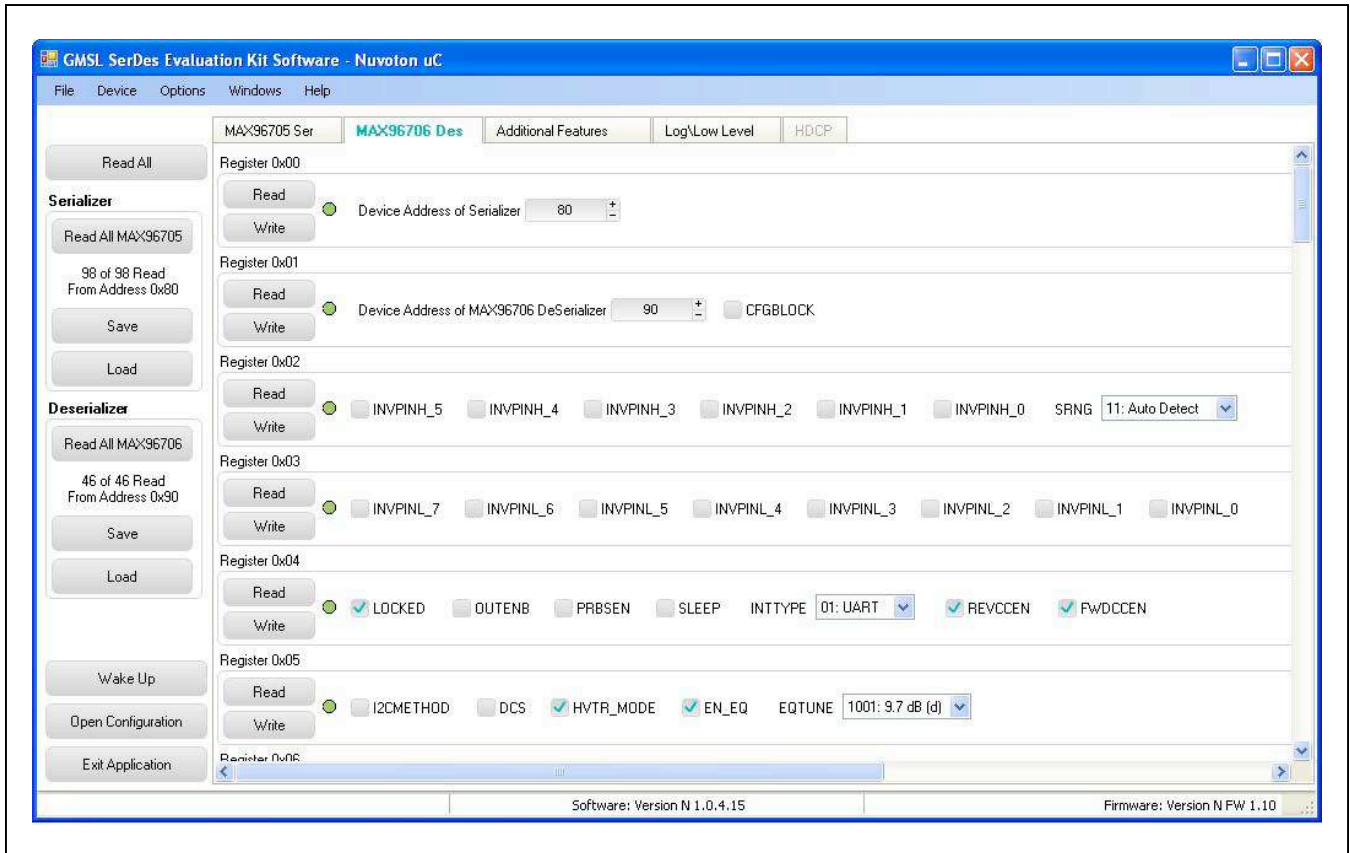 GMSL SerDes Evaluation Kit Software - Nuvoton uC
File Device Options Windows Help
MAX96705 Ser MAX96706 Des Additional Features Log\Low Level HDCP
Read All
Serializer
Read All MAX96705
98 of 98 Read
From Address 0x80
Save
Load
Deserializer
Read All MAX96706
46 of 46 Read
From Address 0x90
Save
Load
Wake Up
Open Configuration
Exit Application
Register 0x00
Read
Write
Device Address of Serializer 80
Register 0x01
Read
Write
Device Address of MAX96706 DeSerializer 90 CFGBLOCK
Register 0x02
Read
Write
INVPINH_5 INVPINH_4 INVPINH_3 INVPINH_2 INVPINH_1 INVPINH_0 SRNG 11: Auto Detect
Register 0x03
Read
Write
INVPINL_7 INVPINL_6 INVPINL_5 INVPINL_4 INVPINL_3 INVPINL_2 INVPINL_1 INVPINL_0
Register 0x04
Read
Write
LOCKED OUTENB PRBSEN SLEEP INTTYPE 01: UART REVCCEN FWDCCEN
Register 0x05
Read
Write
I2CMETHOD DCS HVTR_MODE EN_EQ EQTUNE 1001: 9.7 dB (d)
Register 0x06
Software: Version N 1.0.4.15
Firmware: Version N FW 1.10